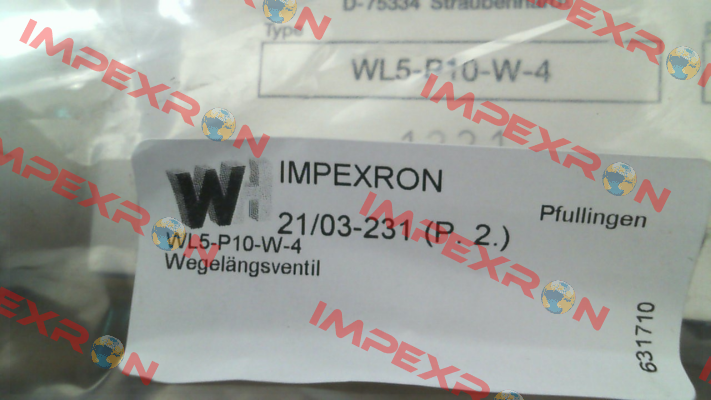 D-75334 Straubenhardt
Type
WL5-P10-W-4
1221
WH
IMPEXRON
Pfullingen
21/03-231 (P. 2.)
WL5-P10-W-4
Wegelängsventil
631710
IMPEXRON
IMPEXRON
IMPEXRON
IMPEXRON
IMPEXRON
IMPEXRON